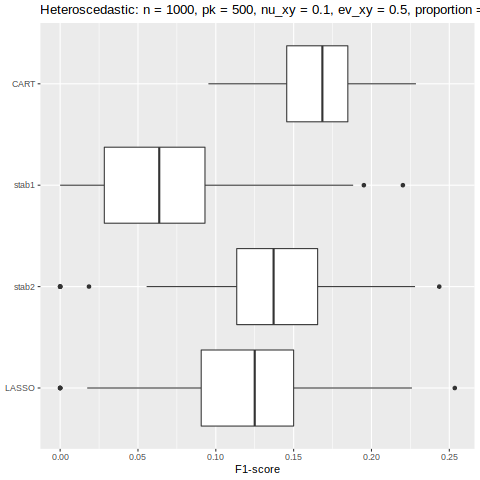 Heteroscedastic: n = 1000, pk = 500, nu_xy = 0.1, ev_xy = 0.5, proportion =
CART
stab1
stab2
LASSO
0.00 0.05 0.10 0.15 0.20 0.25
F1-score